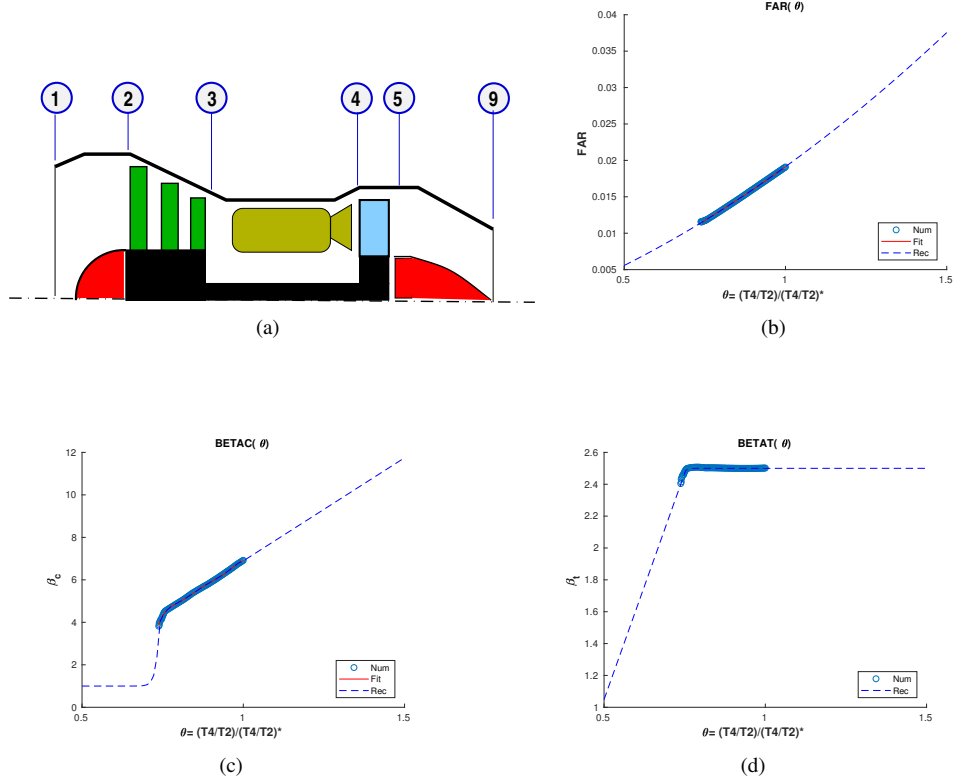 FAR( θ)
0.04
0.035
0.03
0.025
0.02
0.015
0.01
0.005
FAR
0.5
1
1.5
θ= (T4/T2)/(T4/T2)*
Num
Fit
Rec
1
2
3
4
5
9
(a)
(b)
BETAC( θ)
12
10
8
6
4
2
0
βc
0.5
1
1.5
θ= (T4/T2)/(T4/T2)*
Num
Fit
Rec
(c)
BETAT( θ)
2.6
2.4
2.2
2
1.8
1.6
1.4
1.2
1
βt
0.5
1
1.5
θ= (T4/T2)/(T4/T2)*
Num
Fit
Rec
(d)